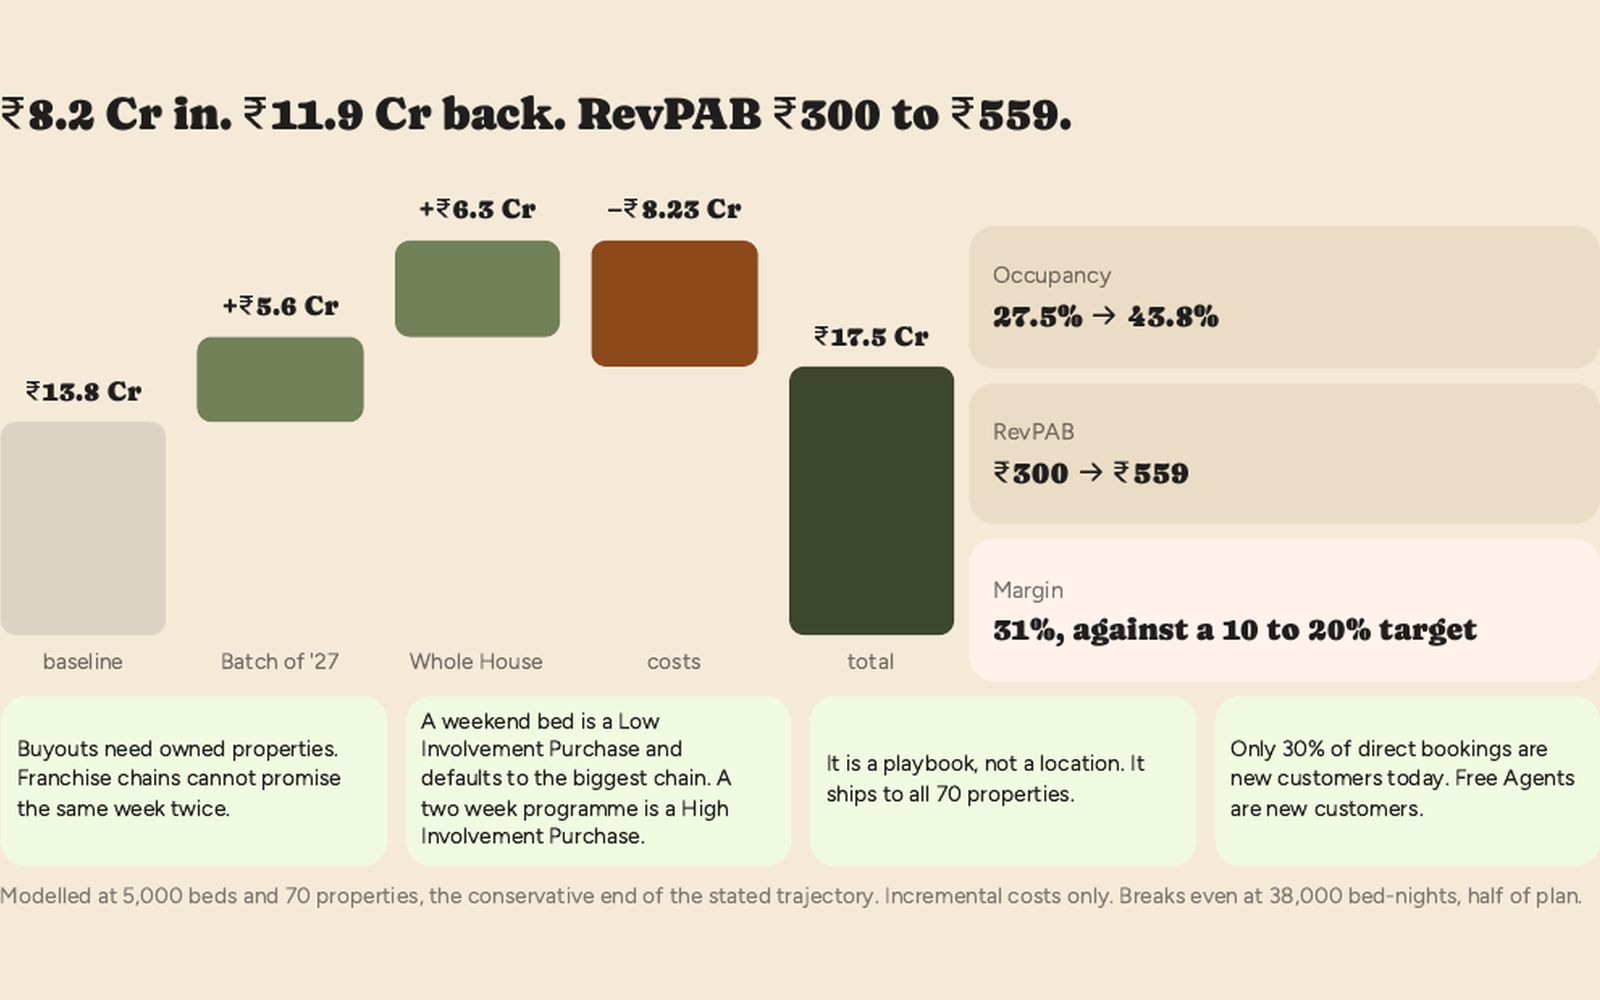 ₹8.2 Cr in. ₹11.9 Cr back. RevPAB ₹300 to ₹559.
+₹6.3 Cr
–₹8.23 Cr
+₹5.6 Cr
₹17.5 Cr
₹13.8 Cr
baseline
Batch of '27
Whole House
costs
total
Occupancy
27.5% → 43.8%
RevPAB
₹300 → ₹559
Margin
31%, against a 10 to 20% target
Buyouts need owned properties.
Franchise chains cannot promise
the same week twice.
A weekend bed is a Low
Involvement Purchase and
defaults to the biggest chain. A
two week programme is a High
Involvement Purchase.
It is a playbook, not a location. It
ships to all 70 properties.
Only 30% of direct bookings are
new customers today. Free Agents
are new customers.
Modelled at 5,000 beds and 70 properties, the conservative end of the stated trajectory. Incremental costs only. Breaks even at 38,000 bed-nights, half of plan.